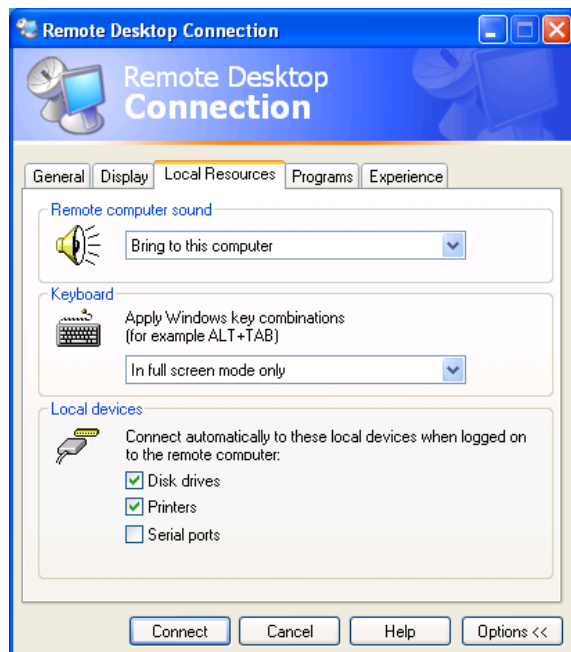 Remote Desktop Connection
Remote Desktop
Connection
General Display Local Resources Programs Experience
Remote computer sound
Bring to this computer
Keyboard
Apply Windows key combinations
(for example ALT+TAB)
In full screen mode only
Local devices
Connect automatically to these local devices when logged on
to the remote computer:
Disk drives
Printers
Serial ports
Connect Cancel Help Options <<